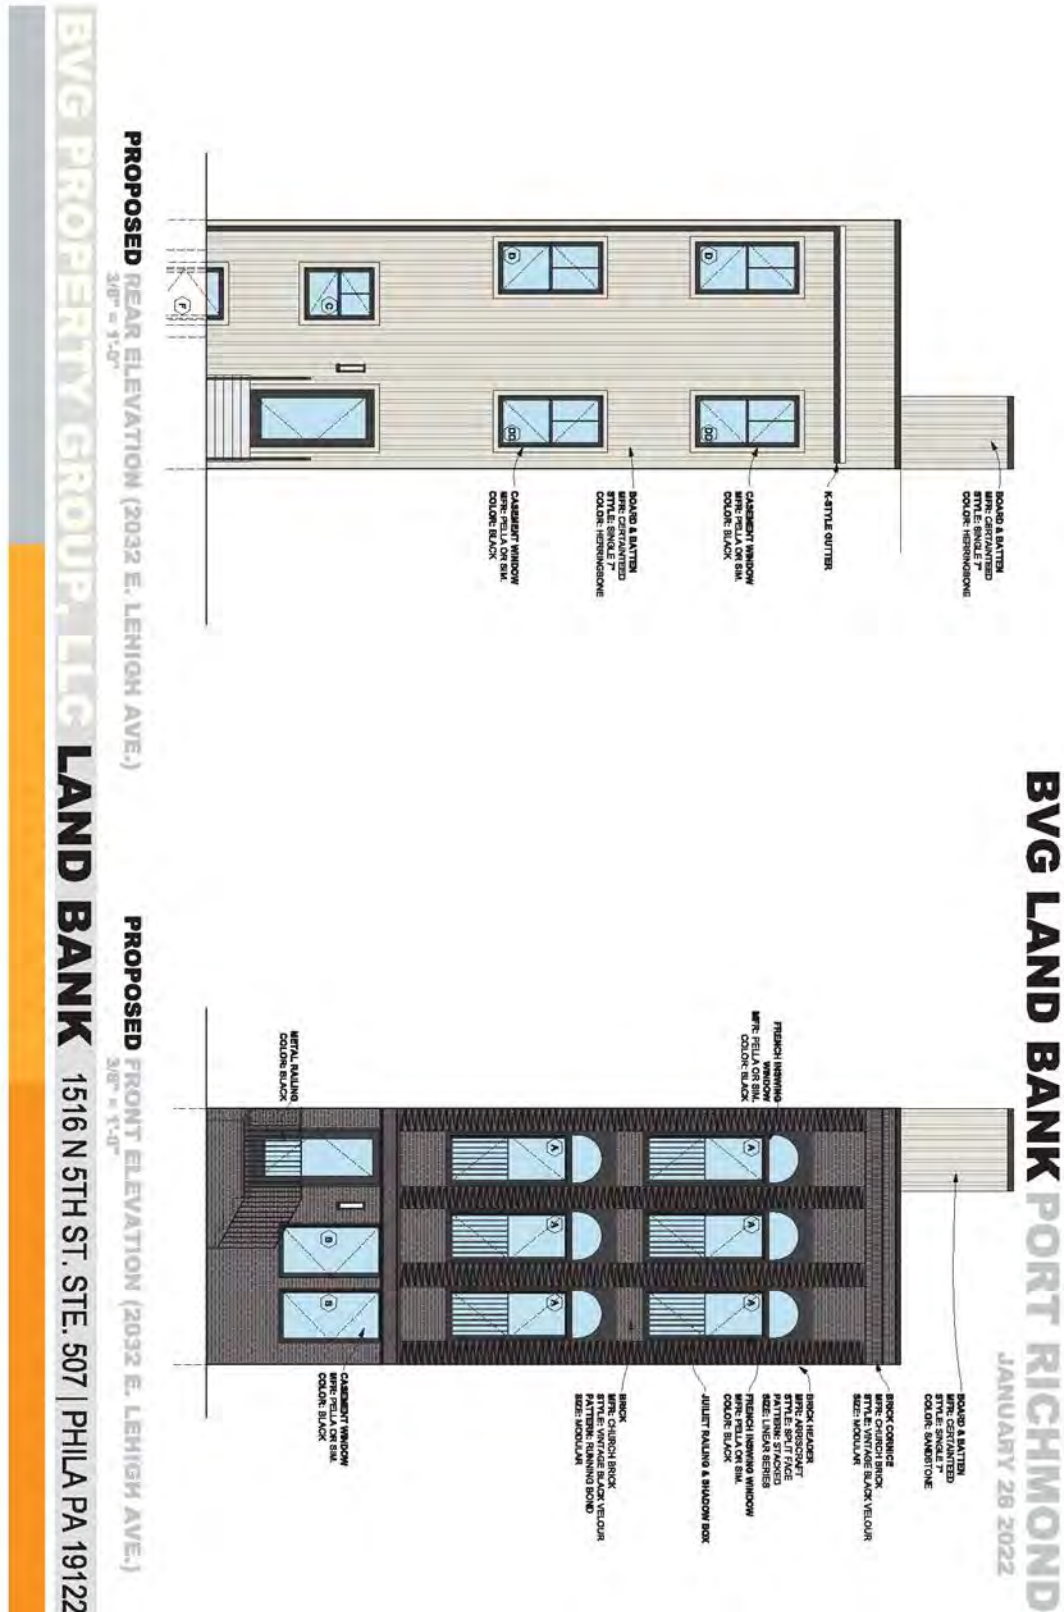 BVG LAND BANK PORT RICHMOND
JANUARY 26 2022
BOARD & BATTEN
MFR: CERTAINTEED
STYLE: SINGLE 7"
COLOR: HERRINGBONE
K-STYLE GUTTER
CASEMENT WINDOW
MFR: PELLA OR SIM.
COLOR: BLACK
BOARD & BATTEN
MFR: CERTAINTEED
STYLE: SINGLE 7"
COLOR: HERRINGBONE
CASEMENT WINDOW
MFR: PELLA OR SIM.
COLOR: BLACK
D
DD
D
DD
C
F
PROPOSED REAR ELEVATION (2032 E. LEHIGH AVE.)
3/8" = 1'-0"
BOARD & BATTEN
MFR: CERTAINTEED
STYLE: SINGLE 7"
COLOR: SANDSTONE
BRICK CORNICE
MFR: CHURCH BRICK
STYLE: VINTAGE BLACK VELOUR
SIZE: MODULAR
BRICK HEADER
MFR: ARRISCRAFT
STYLE: SPLIT FACE
PATTERN: STACKED
SIZE: LINEAR SERIES
FRENCH INSWING WINDOW
MFR: PELLA OR SIM.
COLOR: BLACK
JULIET RAILING & SHADOW BOX
BRICK
MFR: CHURCH BRICK
STYLE: VINTAGE BLACK VELOUR
PATTERN: RUNNING BOND
SIZE: MODULAR
CASEMENT WINDOW
MFR: PELLA OR SIM.
COLOR: BLACK
FRENCH INSWING
WINDOW
MFR: PELLA OR SIM.
COLOR: BLACK
METAL RAILING
COLOR: BLACK
A
A
A
A
A
A
B
B
PROPOSED FRONT ELEVATION (2032 E. LEHIGH AVE.)
3/8" = 1'-0"
BVG PROPERTY GROUP, LLC LAND BANK 1516 N 5TH ST. STE. 507 | PHILA PA 19122